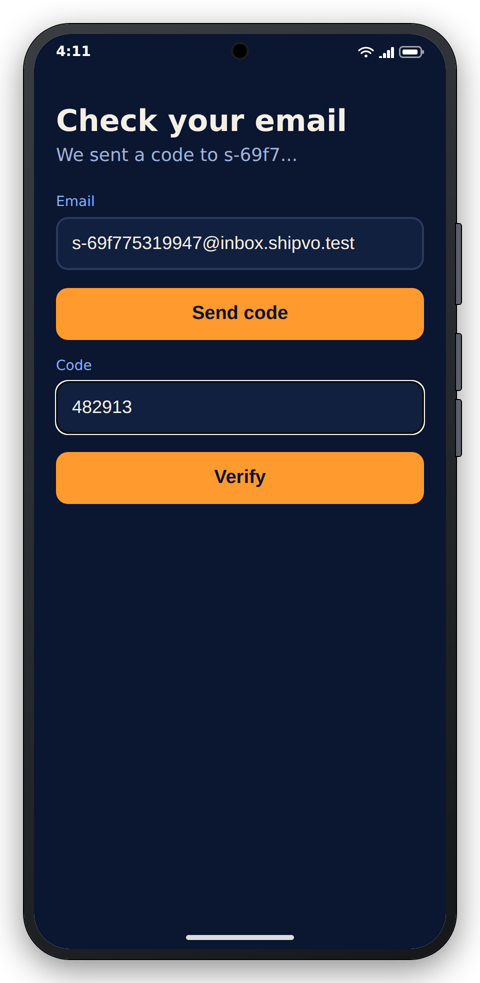 4:11
Check your email
We sent a code to s-69f7...
Email
s-69f775319947@inbox.shipvo.test
Send code
Code
482913
Verify